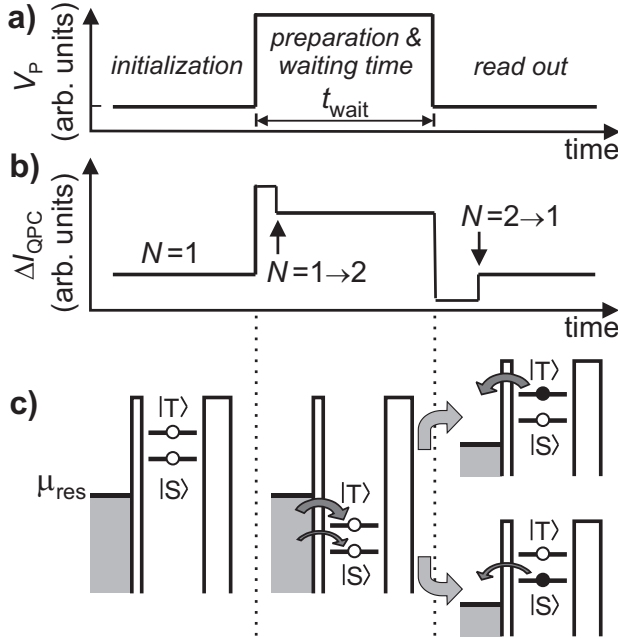 a)
V_P
(arb. units)
initialization
preparation &
waiting time
t_wait
read out
time
b)
ΔI_QPC
(arb. units)
N=1
N=1→2
N=2→1
time
c)
μ_res
|T⟩
|S⟩
|T⟩
|S⟩
|T⟩
|S⟩
|T⟩
|S⟩